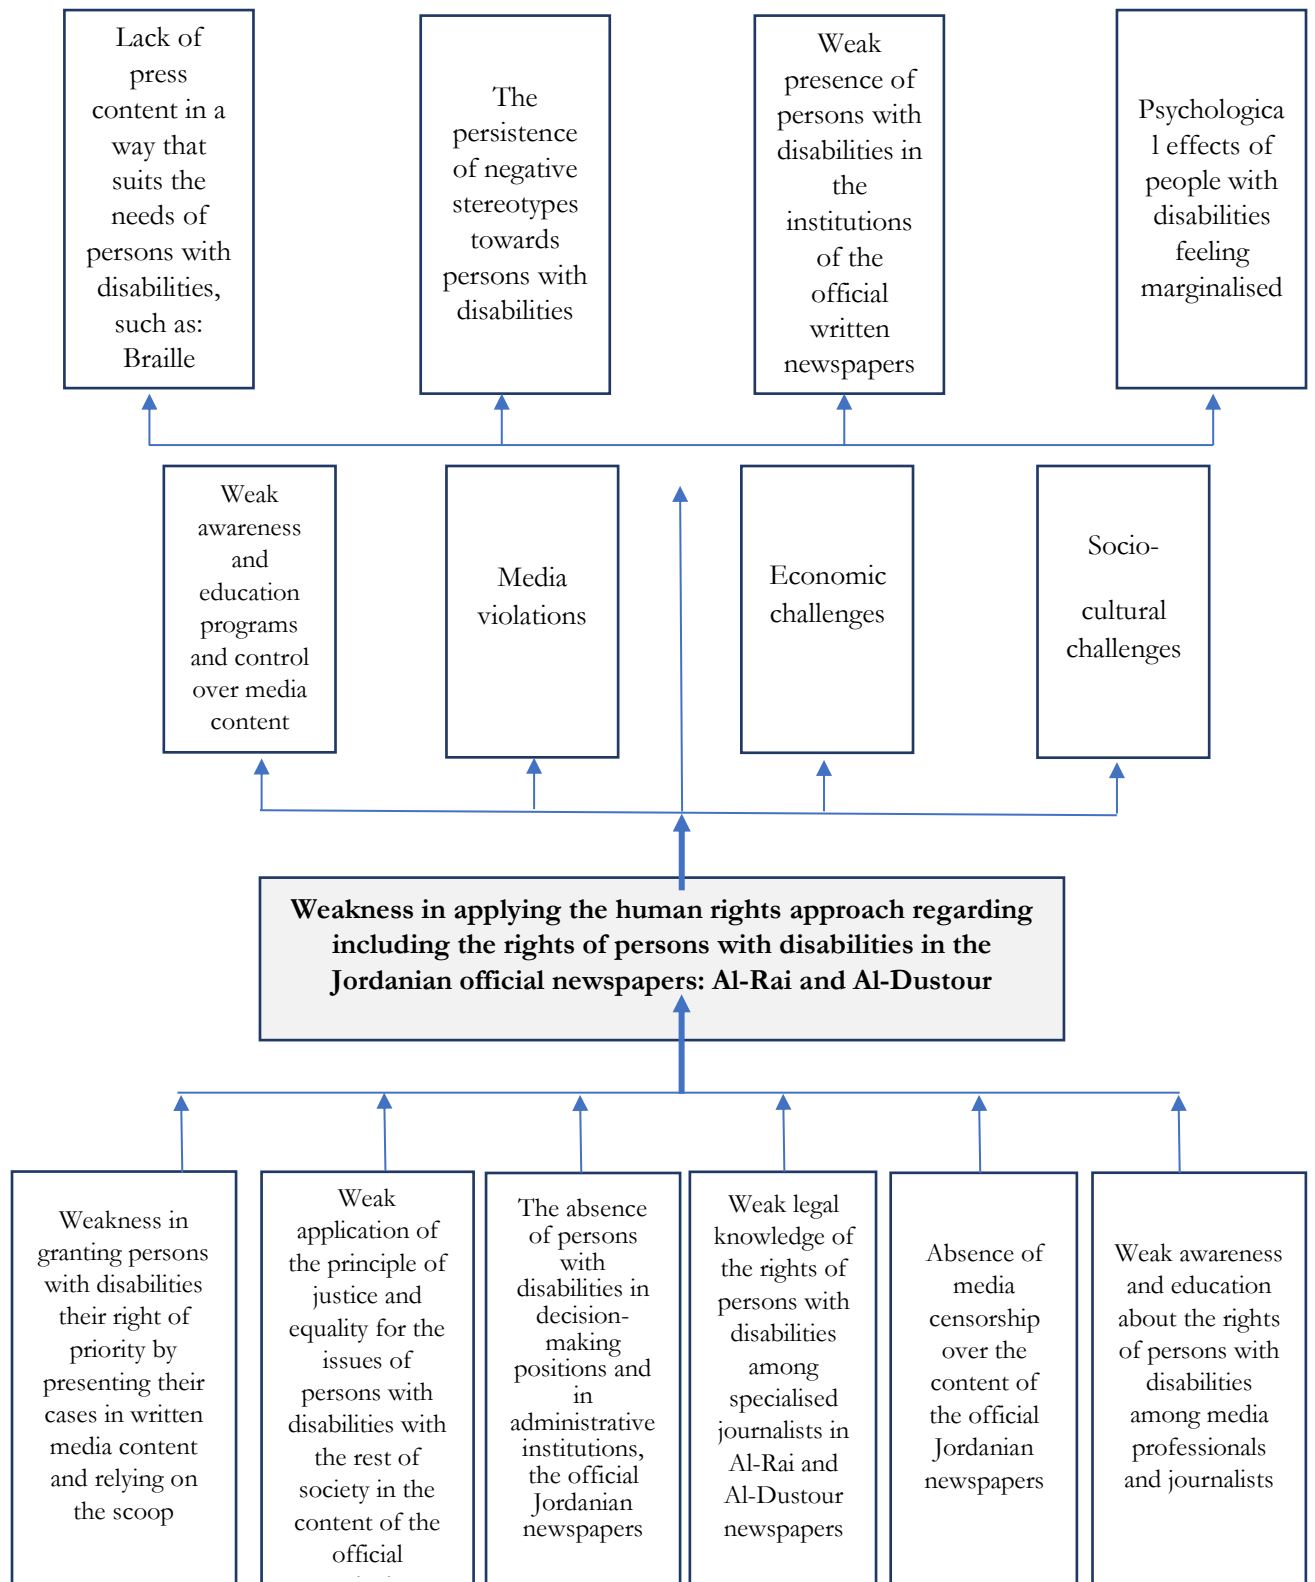 Lack of
press
content in a
way that
suits the
needs of
persons with
disabilities,
such as:
Braille
The
persistence
of negative
stereotypes
towards
persons with
disabilities
Weak
presence of
persons with
disabilities in
the
institutions
of the
official
written
newspapers
Psychologica
l effects of
people with
disabilities
feeling
marginalised
Weak
awareness
and
education
programs
and control
over media
content
Media
violations
Economic
challenges
Socio-
cultural
challenges
Weakness in applying the human rights approach regarding
including the rights of persons with disabilities in the
Jordanian official newspapers: Al-Rai and Al-Dustour
Weakness in
granting persons
with disabilities
their right of
priority by
presenting their
cases in written
media content
and relying on
the scoop
Weak
application of
the principle of
justice and
equality for the
issues of
persons with
disabilities with
the rest of
society in the
content of the
official
The absence
of persons
with
disabilities in
decision-
making
positions and
in
administrative
institutions,
the official
Jordanian
newspapers
Weak legal
knowledge of
the rights of
persons with
disabilities
among
specialised
journalists in
Al-Rai and
Al-Dustour
newspapers
Absence of
media
censorship
over the
content of
the official
Jordanian
newspapers
Weak awareness
and education
about the rights
of persons with
disabilities
among media
professionals
and journalists